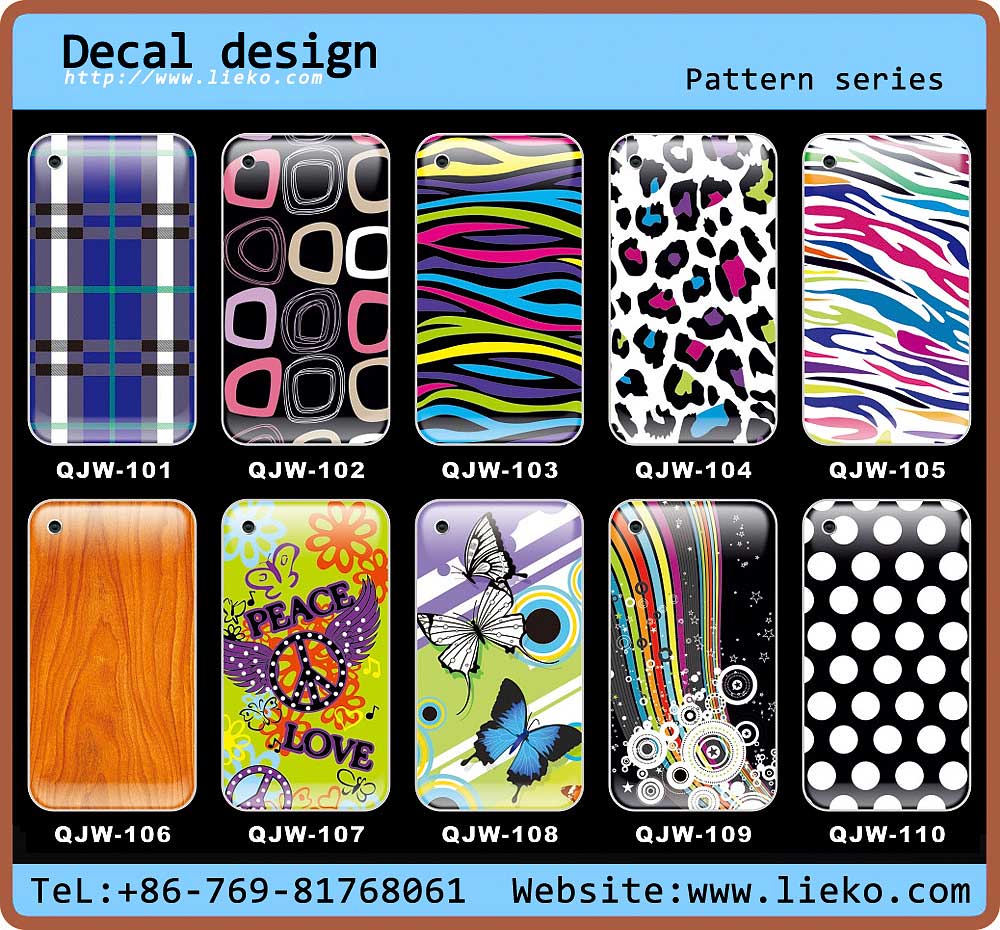 Decal design
http://www.lieko.com
Pattern series
QJW-101 QJW-102 QJW-103 QJW-104 QJW-105
PEACE
LOVE
QJW-106 QJW-107 QJW-108 QJW-109 QJW-110
TeL:+86-769-81768061 Website:www.lieko.com